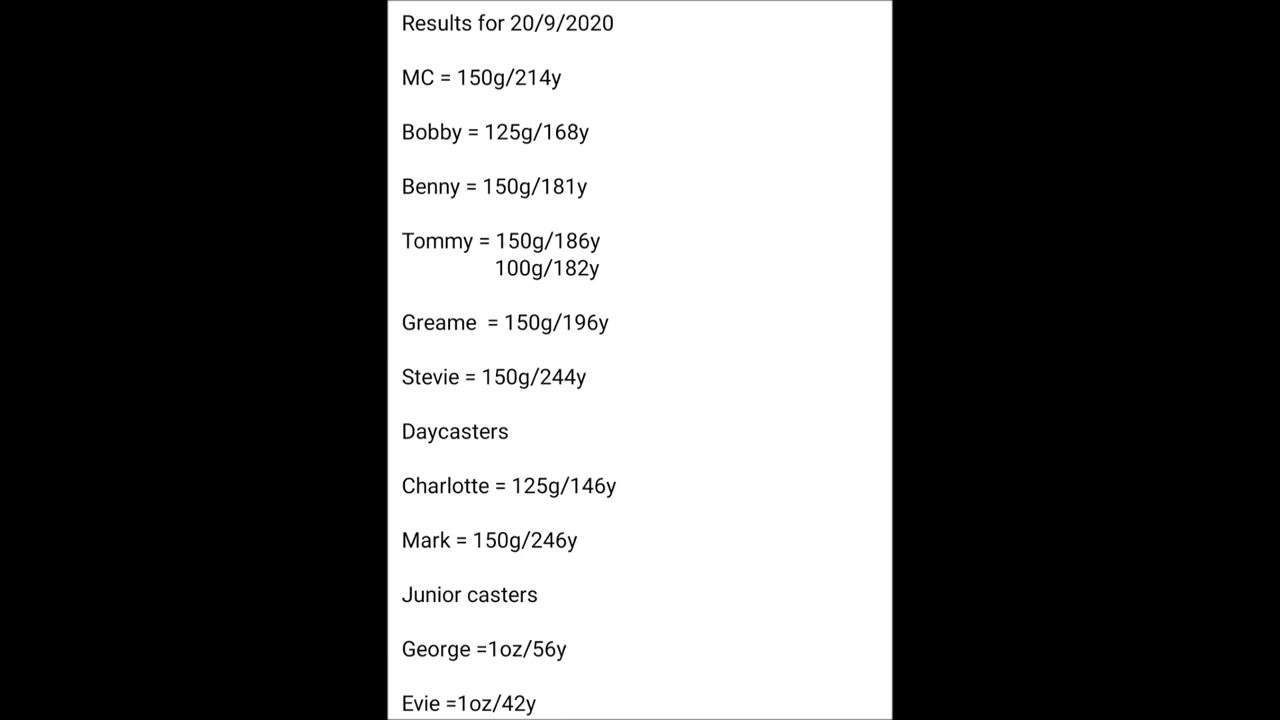 Results for 20/9/2020
MC = 150g/214y
Bobby = 125g/168y
Benny = 150g/181y
Tommy = 150g/186y
100g/182y
Greame  = 150g/196y
Stevie = 150g/244y
Daycasters
Charlotte = 125g/146y
Mark = 150g/246y
Junior casters
George =1oz/56y
Evie =1oz/42y